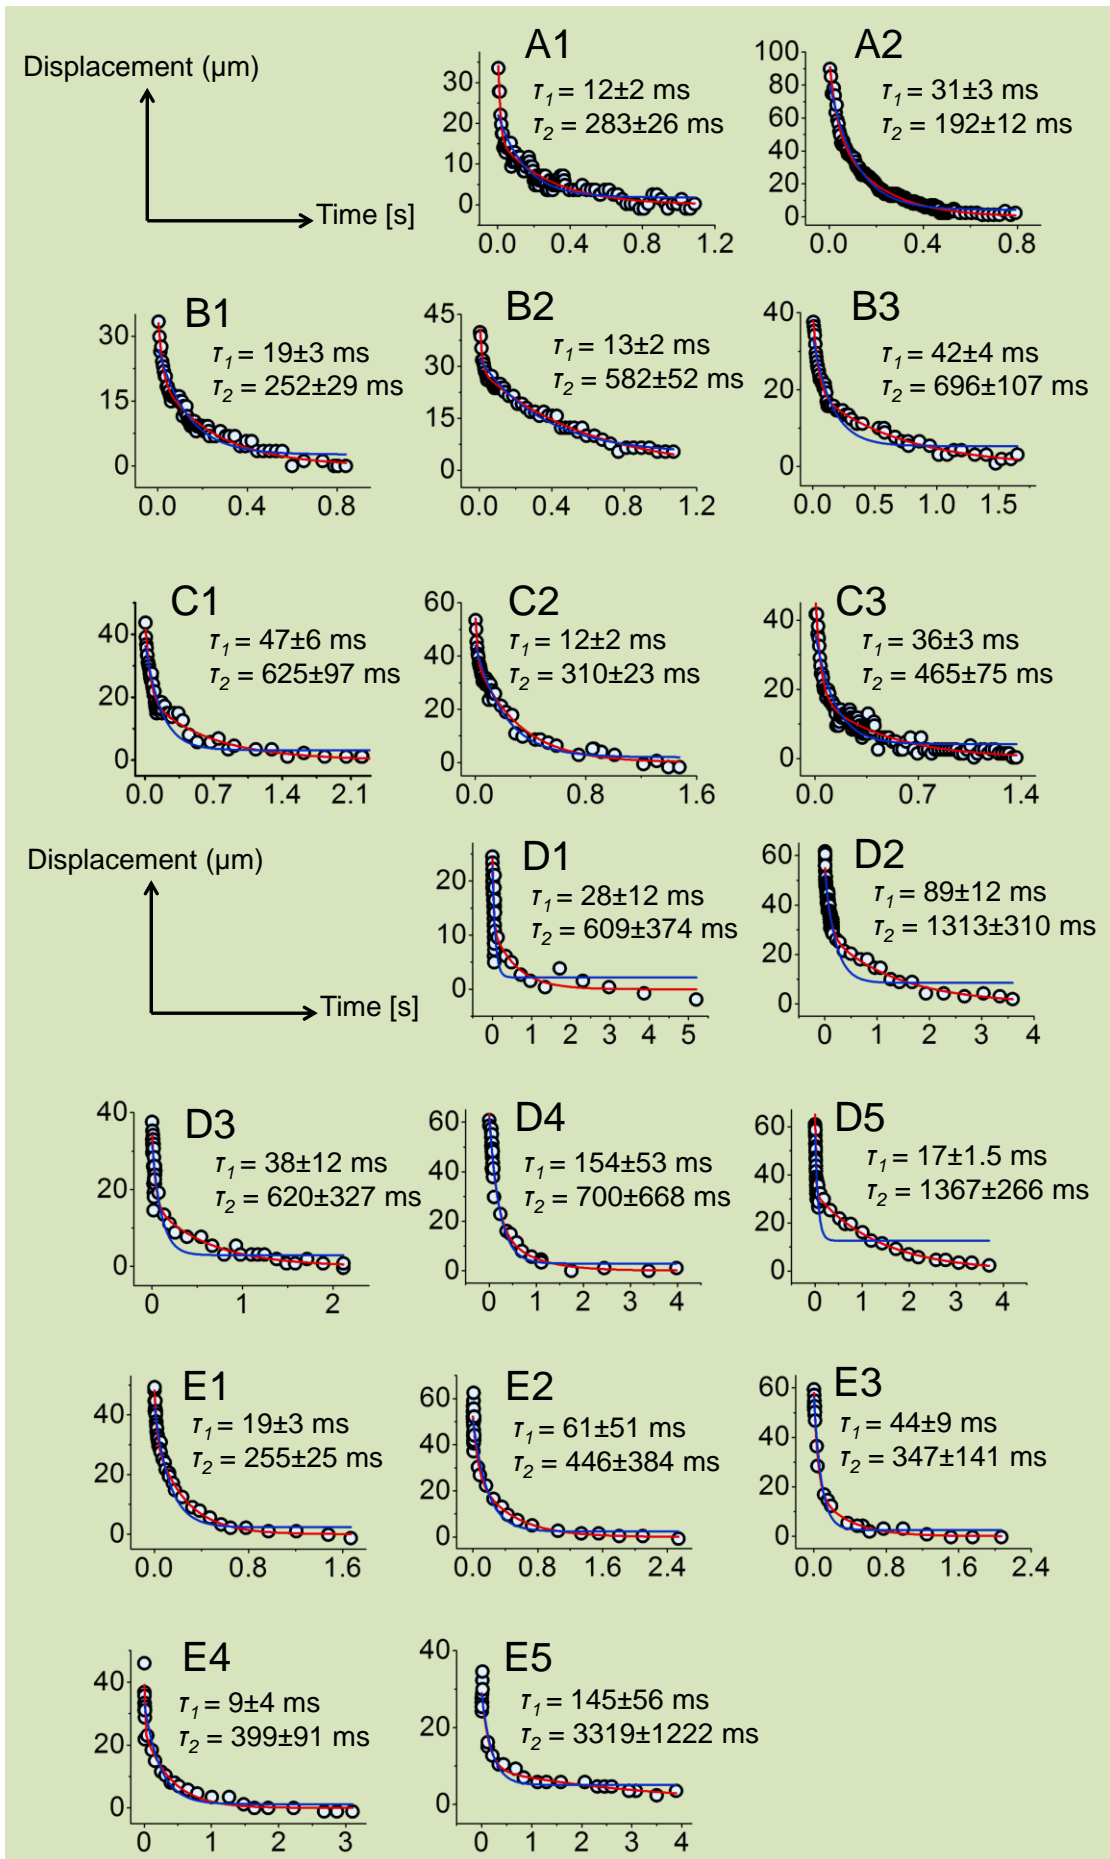 Displacement (μm)
Time [s]
A1
τ1 = 12±2 ms
τ2 = 283±26 ms
30
20
10
0
0.0 0.4 0.8 1.2
A2
τ1 = 31±3 ms
τ2 = 192±12 ms
100
80
60
40
20
0
0.0 0.4 0.8
B1
τ1 = 19±3 ms
τ2 = 252±29 ms
30
15
0
0.0 0.4 0.8
B2
τ1 = 13±2 ms
τ2 = 582±52 ms
45
30
15
0
0.0 0.4 0.8 1.2
B3
τ1 = 42±4 ms
τ2 = 696±107 ms
40
20
0
0.0 0.5 1.0 1.5
C1
τ1 = 47±6 ms
τ2 = 625±97 ms
40
20
0
0.0 0.7 1.4 2.1
C2
τ1 = 12±2 ms
τ2 = 310±23 ms
60
40
20
0
0.0 0.8 1.6
C3
τ1 = 36±3 ms
τ2 = 465±75 ms
40
20
0
0.0 0.7 1.4
Displacement (μm)
Time [s]
D1
τ1 = 28±12 ms
τ2 = 609±374 ms
20
10
0
0 1 2 3 4 5
D2
τ1 = 89±12 ms
τ2 = 1313±310 ms
60
40
20
0
0 1 2 3 4
D3
τ1 = 38±12 ms
τ2 = 620±327 ms
40
20
0
0 1 2
D4
τ1 = 154±53 ms
τ2 = 700±668 ms
60
40
20
0
0 1 2 3 4
D5
τ1 = 17±1.5 ms
τ2 = 1367±266 ms
60
40
20
0
0 1 2 3 4
E1
τ1 = 19±3 ms
τ2 = 255±25 ms
40
20
0
0.0 0.8 1.6
E2
τ1 = 61±51 ms
τ2 = 446±384 ms
60
40
20
0
0.0 0.8 1.6 2.4
E3
τ1 = 44±9 ms
τ2 = 347±141 ms
60
40
20
0
0.0 0.8 1.6 2.4
E4
τ1 = 9±4 ms
τ2 = 399±91 ms
40
20
0
0 1 2 3
E5
τ1 = 145±56 ms
τ2 = 3319±1222 ms
40
20
0
0 1 2 3 4